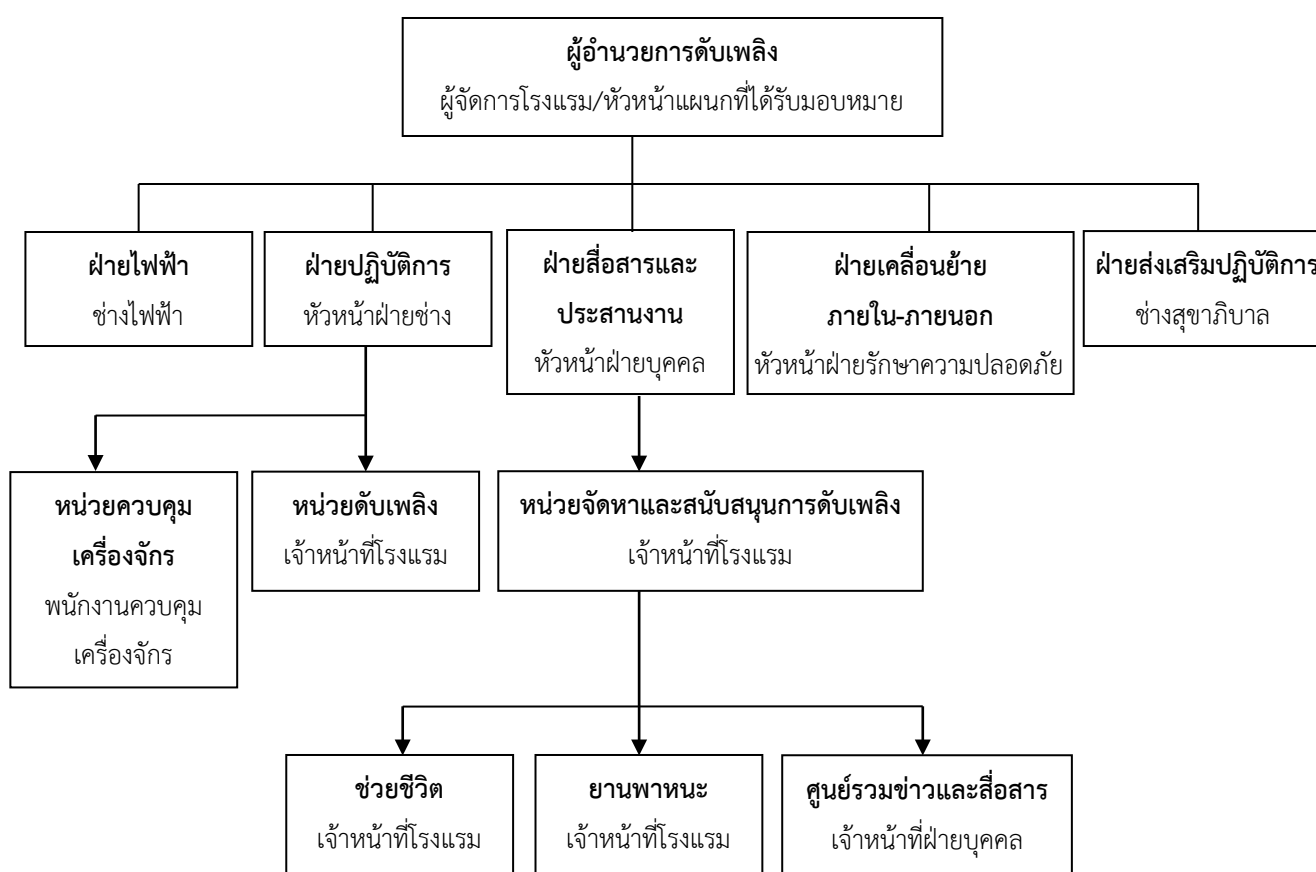 ผู้อำนวยการดับเพลิง
ผู้จัดการโรงแรม/หัวหน้าแผนกที่ได้รับมอบหมาย
ฝ่ายไฟฟ้า
ช่างไฟฟ้า
ฝ่ายปฏิบัติการ
หัวหน้าฝ่ายช่าง
ฝ่ายสื่อสารและ
ประสานงาน
หัวหน้าฝ่ายบุคคล
ฝ่ายเคลื่อนย้าย
ภายใน-ภายนอก
หัวหน้าฝ่ายรักษาความปลอดภัย
ฝ่ายส่งเสริมปฏิบัติการ
ช่างสุขาภิบาล
หน่วยควบคุม
เครื่องจักร
พนักงานควบคุม
เครื่องจักร
หน่วยดับเพลิง
เจ้าหน้าที่โรงแรม
หน่วยจัดหาและสนับสนุนการดับเพลิง
เจ้าหน้าที่โรงแรม
ช่วยชีวิต
เจ้าหน้าที่โรงแรม
ยานพาหนะ
เจ้าหน้าที่โรงแรม
ศูนย์รวมข่าวและสื่อสาร
เจ้าหน้าที่ฝ่ายบุคคล